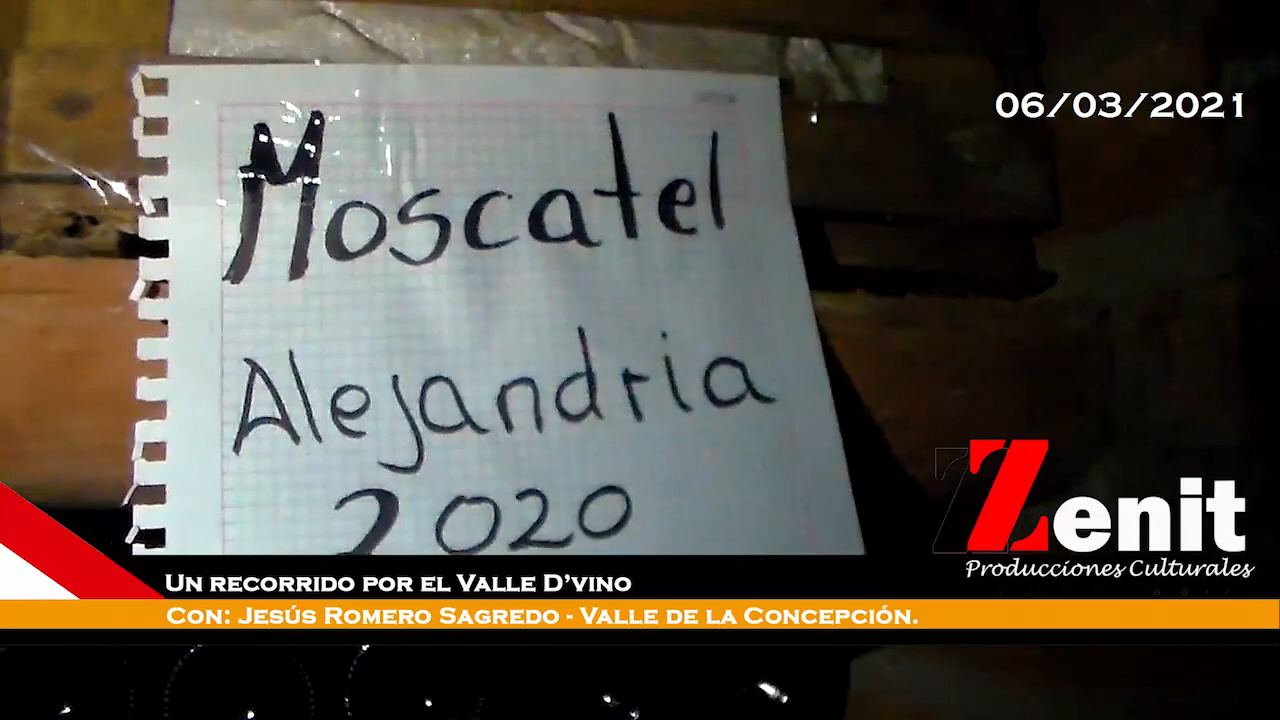 Moscatel
Alejandria
2020
06/03/2021
Zenit
Producciones Culturales
Un recorrido por el Valle D'vino
Con: Jesús Romero Sagredo - Valle de la Concepción.